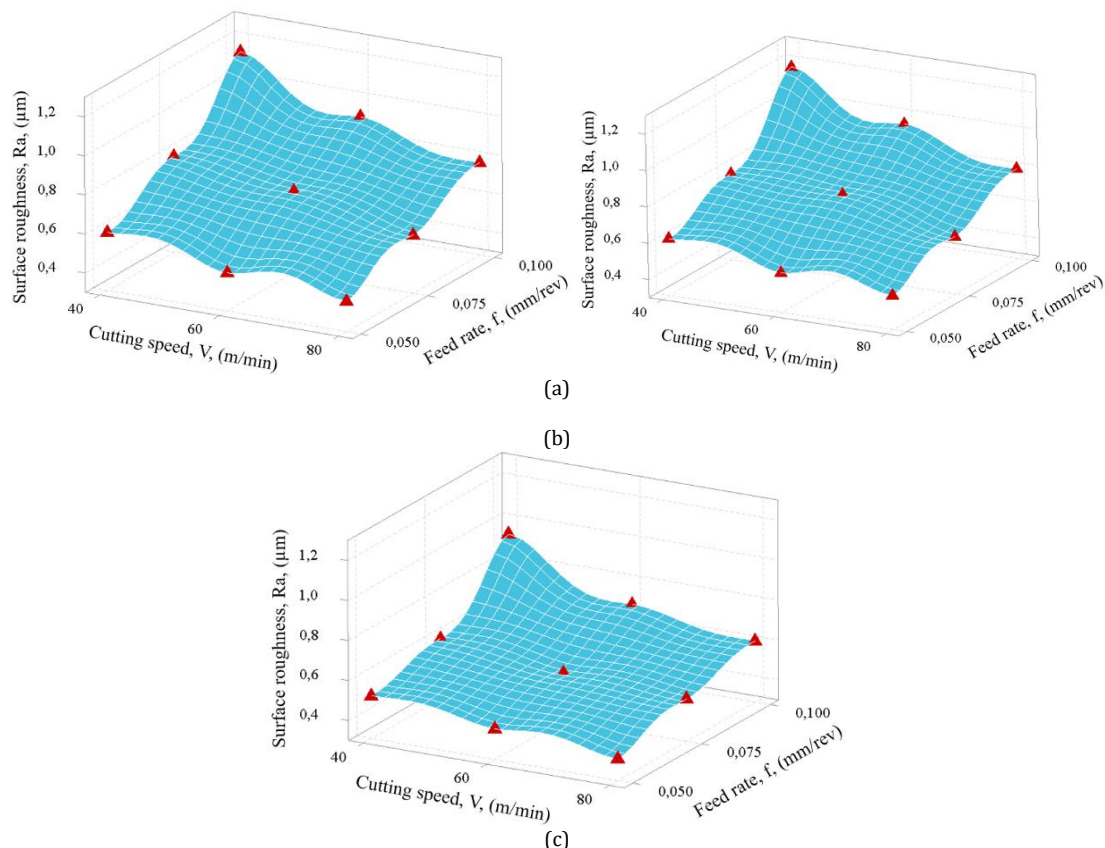 Surface roughness, Ra, (μm)
1,2
1,0
0,8
0,6
0,4
40
60
80
Cutting speed, V, (m/min)
0,050
0,075
0,100
Feed rate, f, (mm/rev)
Surface roughness, Ra, (μm)
1,2
1,0
0,8
0,6
0,4
40
60
80
Cutting speed, V, (m/min)
0,050
0,075
0,100
Feed rate, f, (mm/rev)
(a)
(b)
Surface roughness, Ra, (μm)
1,2
1,0
0,8
0,6
0,4
40
60
80
Cutting speed, V, (m/min)
0,050
0,075
0,100
Feed rate, f, (mm/rev)
(c)